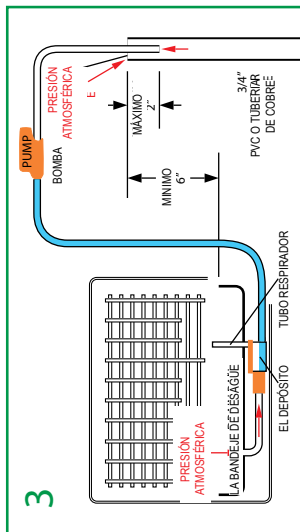 3
PUMP
BOMBA
PRESIÓN
ATMOSFÉRICA
E
MÁXIMO
2"
MINIMO
6"
3/4"
PVC O TUBERIAR
DE COBRE
TUBO RESPIRADOR
EL DEPÓSITO
LA BANDEJE DE DESAGÜE
PRESIÓN
ATMOSFÉRICA